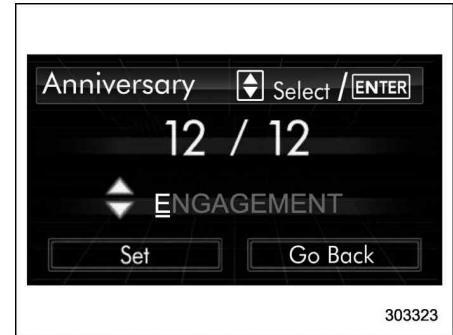 Anniversary Select / ENTER
12 / 12
ENGAGEMENT
Set Go Back
303323